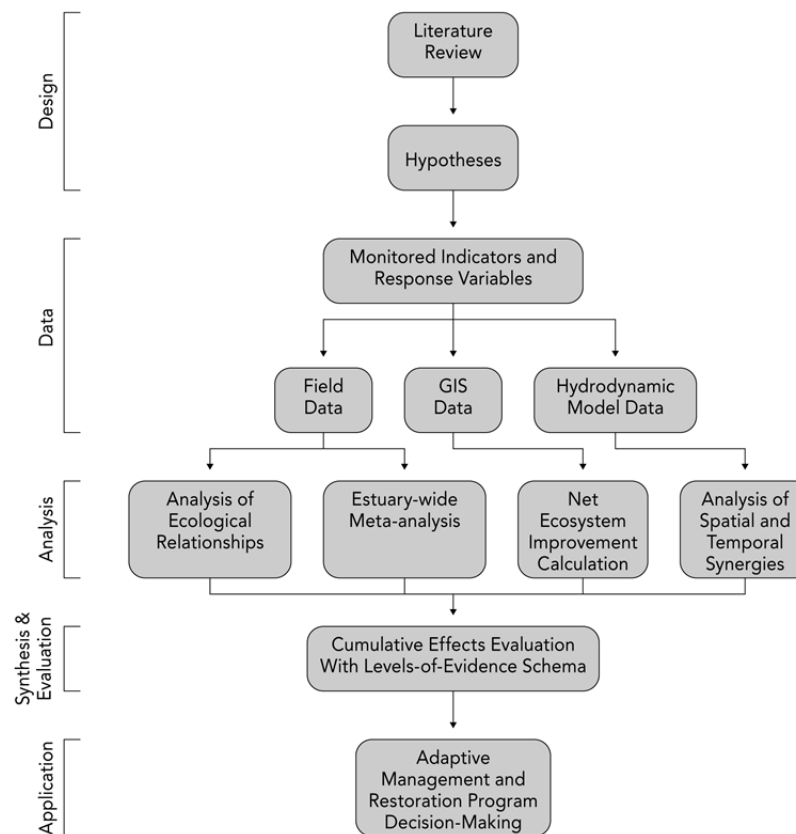 Design
Literature
Review
Hypotheses
Data
Monitored Indicators and
Response Variables
Field
Data
GIS
Data
Hydrodynamic
Model Data
Analysis
Analysis of
Ecological
Relationships
Estuary-wide
Meta-analysis
Net
Ecosystem
Improvement
Calculation
Analysis of
Spatial and
Temporal
Synergies
Synthesis &
Evaluation
Cumulative Effects Evaluation
With Levels-of-Evidence Schema
Application
Adaptive
Management and
Restoration Program
Decision-Making